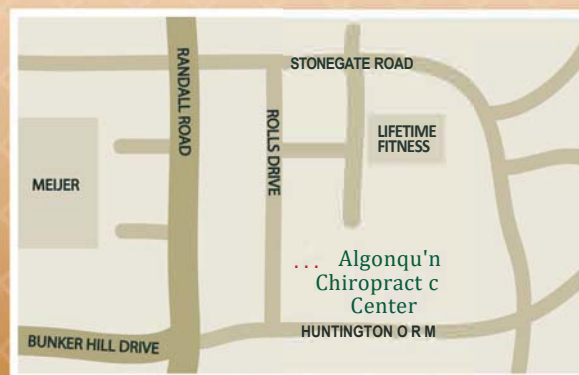 STONEGATE ROAD
RANDALL ROAD
ROLLS DRIVE
LIFETIME
FITNESS
MEIJER
... Algonqu'n
Chiropract c
Center
HUNTINGTON O R M
BUNKER HILL DRIVE